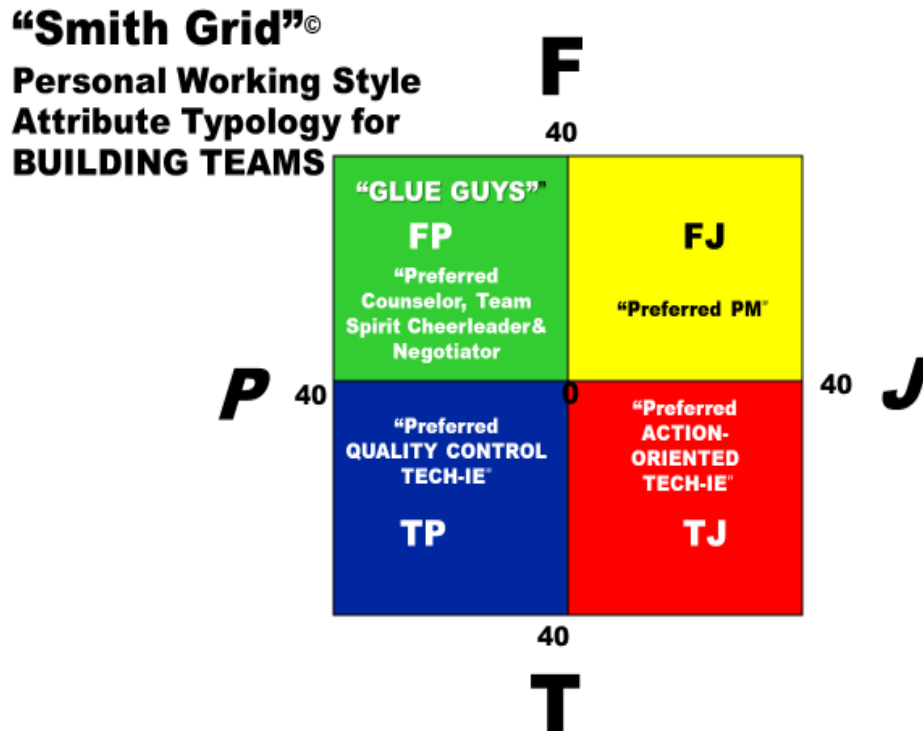 “Smith Grid”©
Personal Working Style
Attribute Typology for
BUILDING TEAMS
F
40
“GLUE GUYS””
FP
“Preferred
Counselor, Team
Spirit Cheerleader&
Negotiator
FJ
“Preferred PM”
P
40
0
40
J
“Preferred
QUALITY CONTROL
TECH-IE”
TP
“Preferred
ACTION-
ORIENTED
TECH-IE”
TJ
40
T